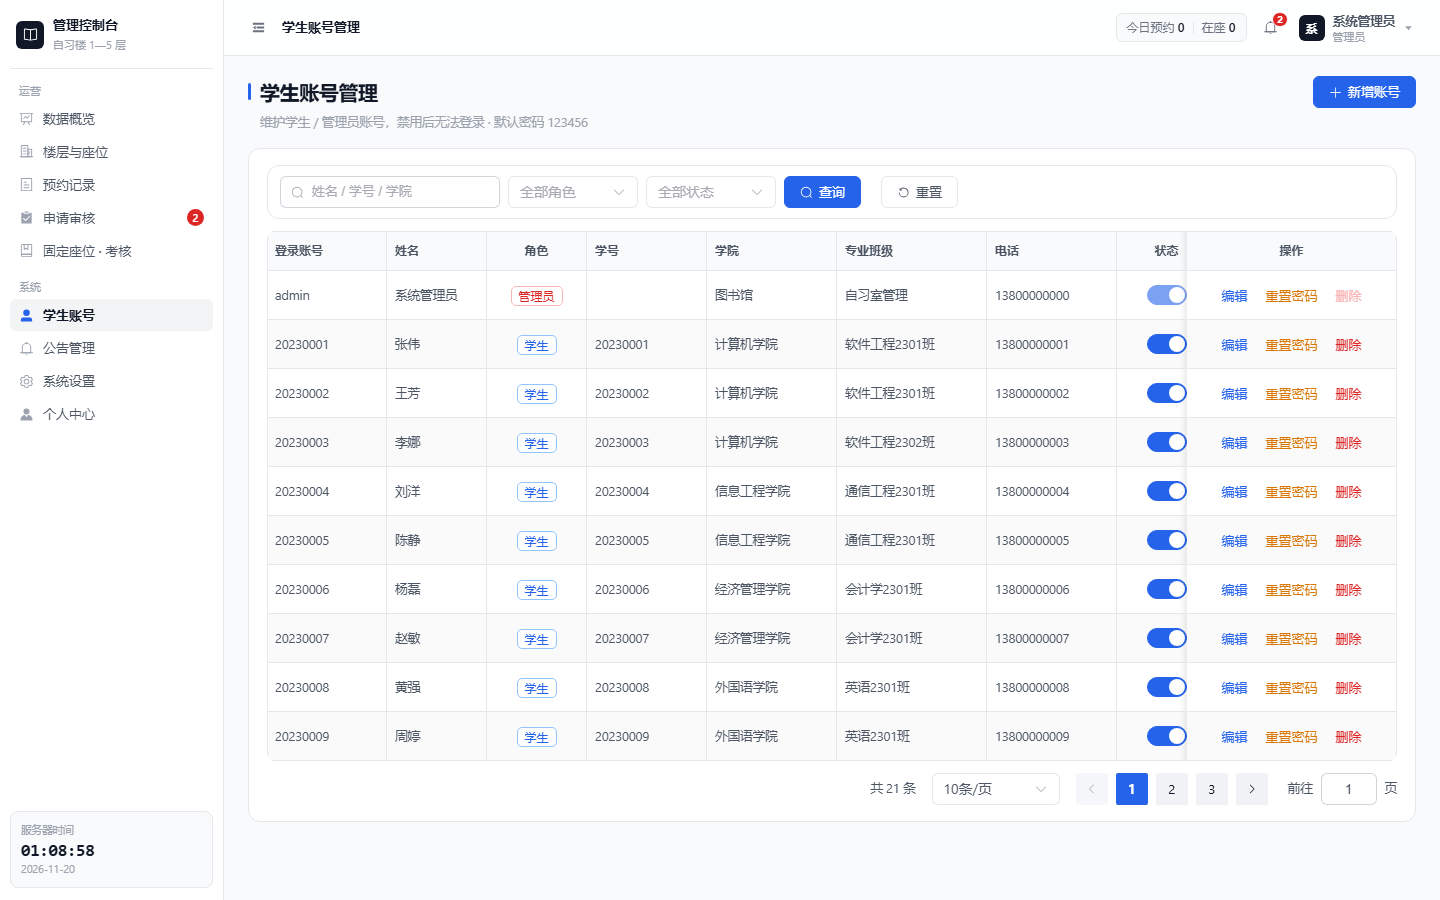 管理控制台
自习楼 1—5 层
运营
数据概览
楼层与座位
预约记录
申请审核 2
固定座位 · 考核
系统
学生账号
公告管理
系统设置
个人中心
服务器时间
01:08:58
2026-11-20
学生账号管理
今日预约 0 在座 0
2
系
系统管理员
管理员
学生账号管理
维护学生 / 管理员账号，禁用后无法登录 · 默认密码 123456
新增账号
姓名 / 学号 / 学院 全部角色 全部状态 查询 重置
登录账号 姓名 角色 学号 学院 专业班级 电话 状态 操作
admin 系统管理员 管理员 图书馆 自习室管理 13800000000 编辑 重置密码 删除
20230001 张伟 学生 20230001 计算机学院 软件工程2301班 13800000001 编辑 重置密码 删除
20230002 王芳 学生 20230002 计算机学院 软件工程2301班 13800000002 编辑 重置密码 删除
20230003 李娜 学生 20230003 计算机学院 软件工程2302班 13800000003 编辑 重置密码 删除
20230004 刘洋 学生 20230004 信息工程学院 通信工程2301班 13800000004 编辑 重置密码 删除
20230005 陈静 学生 20230005 信息工程学院 通信工程2301班 13800000005 编辑 重置密码 删除
20230006 杨磊 学生 20230006 经济管理学院 会计学2301班 13800000006 编辑 重置密码 删除
20230007 赵敏 学生 20230007 经济管理学院 会计学2301班 13800000007 编辑 重置密码 删除
20230008 黄强 学生 20230008 外国语学院 英语2301班 13800000008 编辑 重置密码 删除
20230009 周婷 学生 20230009 外国语学院 英语2301班 13800000009 编辑 重置密码 删除
共 21 条 10条/页 1 2 3 前往 1 页